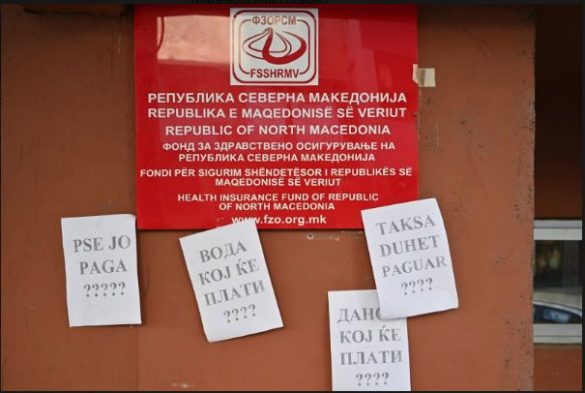 ФЗОРСМ
FSSHRMV
РЕПУБЛИКА СЕВЕРНА МАКЕДОНИЈА
REPUBLIKA E MAQEDONISË SË VERIUT
REPUBLIC OF NORTH MACEDONIA
ФОНД ЗА ЗДРАВСТВЕНО ОСИГУРУВАЊЕ НА
РЕПУБЛИКА СЕВЕРНА МАКЕДОНИЈА
FONDI PËR SIGURIM SHËNDETËSOR I REPUBLIKËS SË
MAQEDONISË SË VERIUT
HEALTH INSURANCE FUND OF REPUBLIC
OF NORTH MACEDONIA
www.fzo.org.mk
PSE JO
PAGA
?????
ВОДА
КОЈ ЌЕ
ПЛАТИ
????
TAKSA
DUHET
PAGUAR
????
КОЈ ЌЕ
ПЛАТИ
????